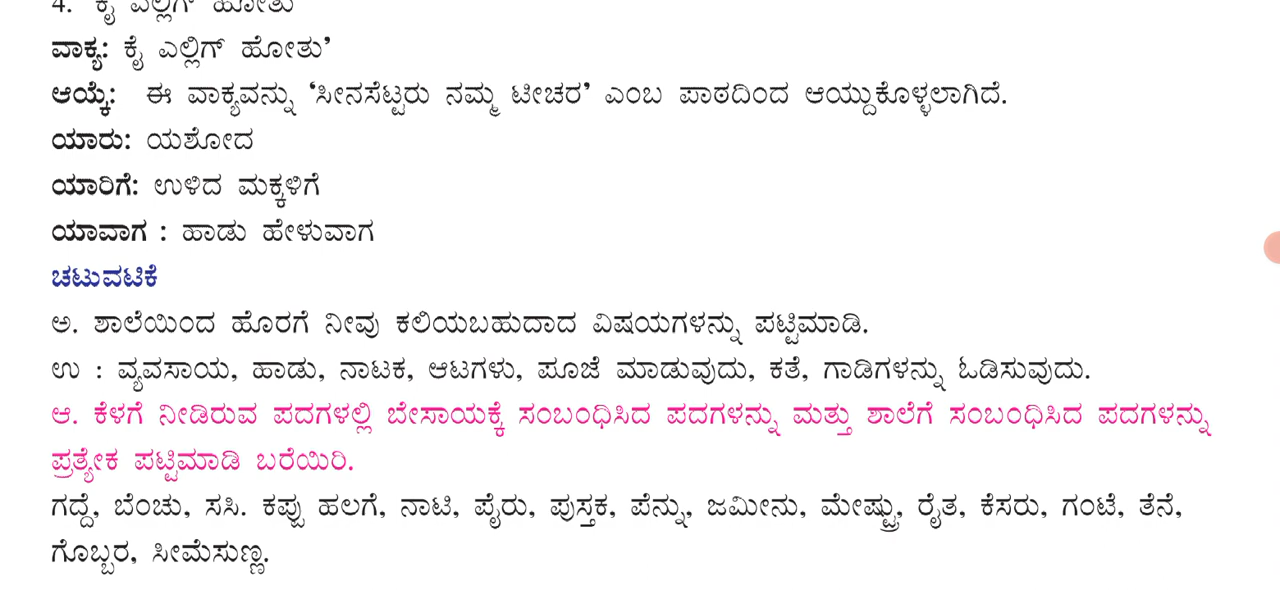 4. ಕೈ ಎಲ್ಲಿಗ್ ಹೋತು
ವಾಕ್ಯ: ಕೈ ಎಲ್ಲಿಗ್ ಹೋತು’
ಆಯ್ಕೆ: ಈ ವಾಕ್ಯವನ್ನು ‘ಸೀನಸೆಟ್ಟರು ನಮ್ಮ ಟೀಚರ’ ಎಂಬ ಪಾಠದಿಂದ ಆಯ್ದುಕೊಳ್ಳಲಾಗಿದೆ.
ಯಾರು: ಯಶೋದ
ಯಾರಿಗೆ: ಉಳಿದ ಮಕ್ಕಳಿಗೆ
ಯಾವಾಗ : ಹಾಡು ಹೇಳುವಾಗ
ಚಟುವಟಿಕೆ
ಅ. ಶಾಲೆಯಿಂದ ಹೊರಗೆ ನೀವು ಕಲಿಯಬಹುದಾದ ವಿಷಯಗಳನ್ನು ಪಟ್ಟಿಮಾಡಿ.
ಉ : ವ್ಯವಸಾಯ, ಹಾಡು, ನಾಟಕ, ಆಟಗಳು, ಪೂಜೆ ಮಾಡುವುದು, ಕತೆ, ಗಾಡಿಗಳನ್ನು ಓಡಿಸುವುದು.
ಆ. ಕೆಳಗೆ ನೀಡಿರುವ ಪದಗಳಲ್ಲಿ ಬೇಸಾಯಕ್ಕೆ ಸಂಬಂಧಿಸಿದ ಪದಗಳನ್ನು ಮತ್ತು ಶಾಲೆಗೆ ಸಂಬಂಧಿಸಿದ ಪದಗಳನ್ನು
ಪ್ರತ್ಯೇಕ ಪಟ್ಟಿಮಾಡಿ ಬರೆಯಿರಿ.
ಗದ್ದೆ, ಬೆಂಚು, ಸಸಿ. ಕಪ್ಪು ಹಲಗೆ, ನಾಟಿ, ಪೈರು, ಪುಸ್ತಕ, ಪೆನ್ನು, ಜಮೀನು, ಮೇಷ್ಟ್ರು, ರೈತ, ಕೆಸರು, ಗಂಟೆ, ತೆನೆ,
ಗೊಬ್ಬರ, ಸೀಮೆಸುಣ್ಣ.